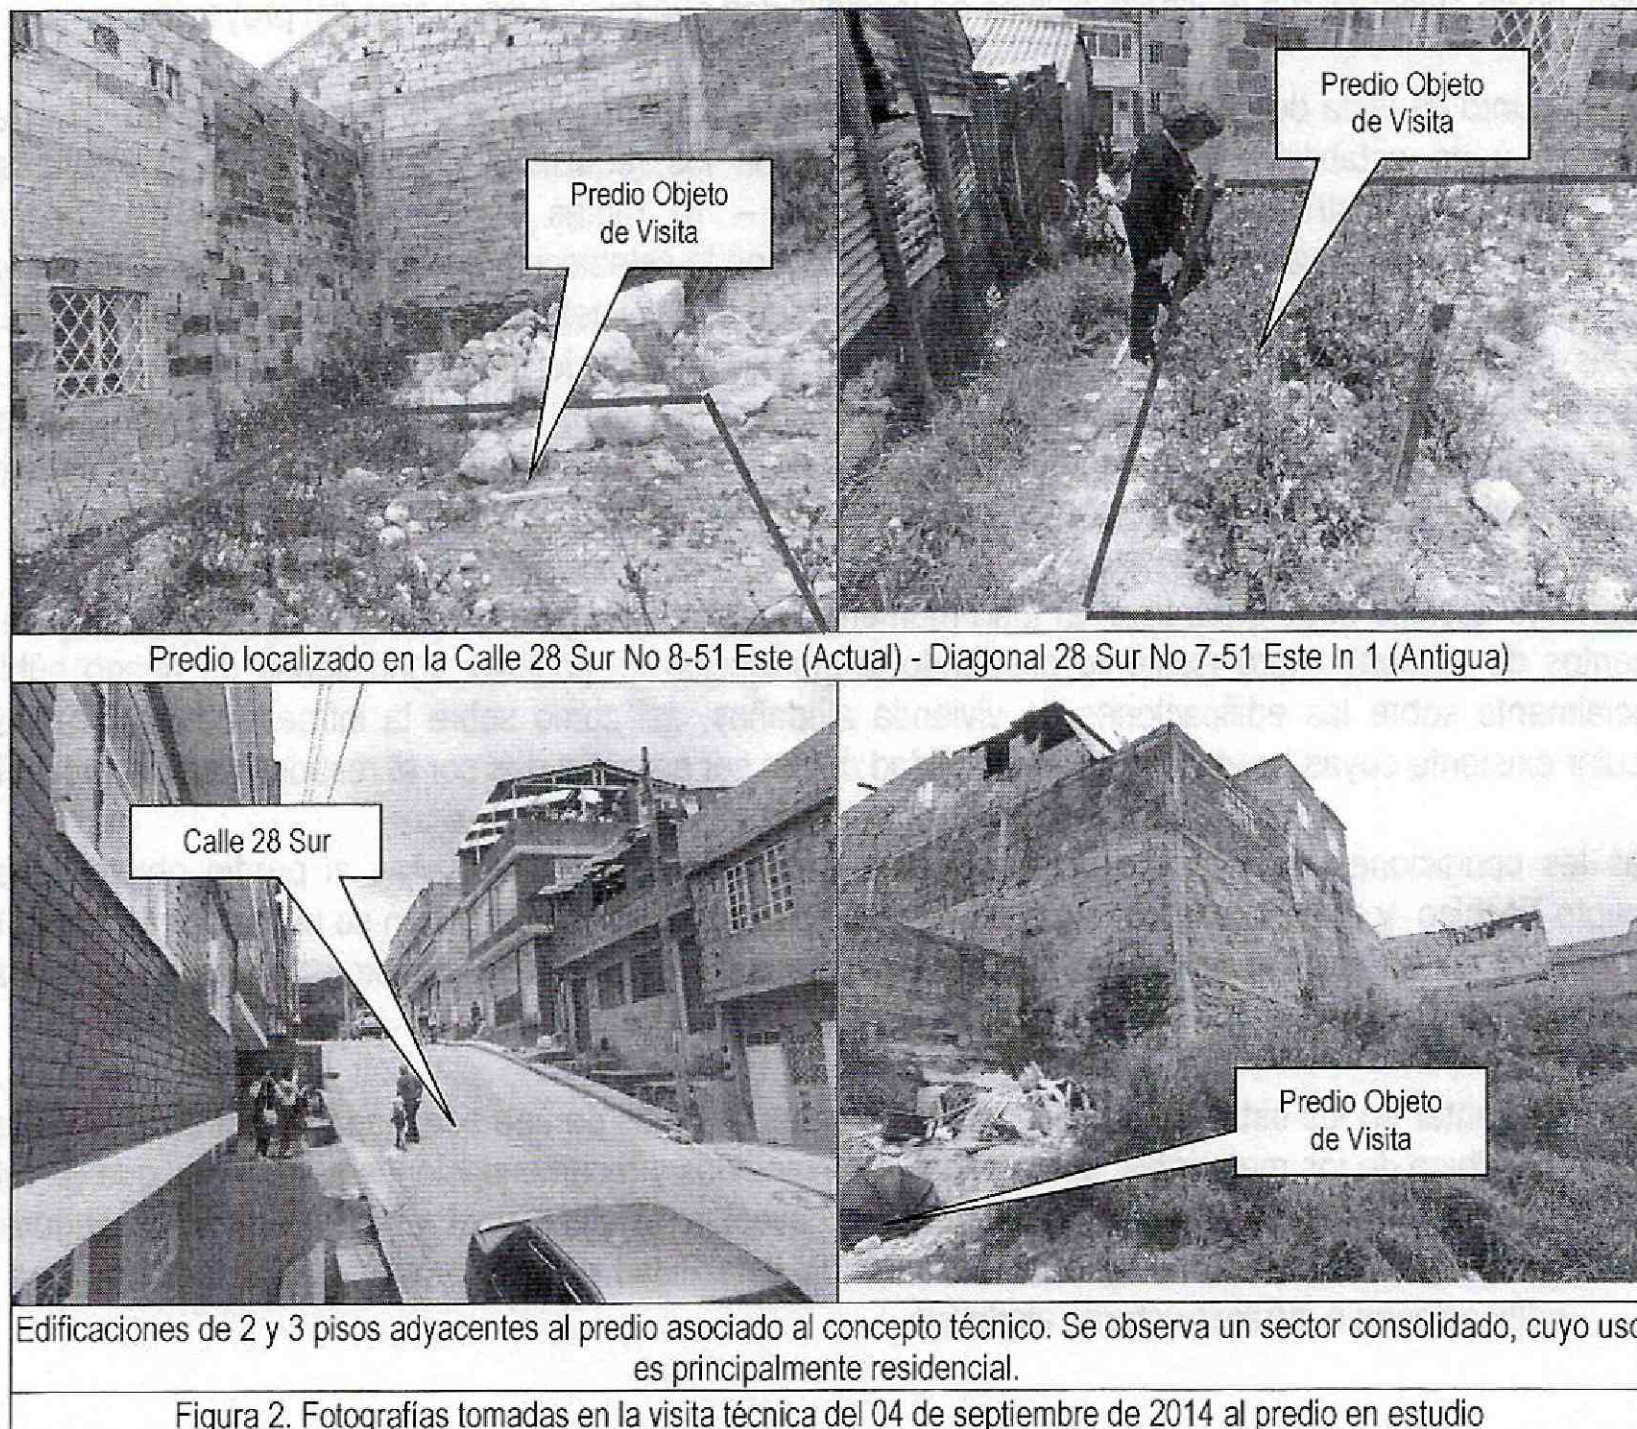 Predio Objeto
de Visita
Predio Objeto
de Visita
Predio localizado en la Calle 28 Sur No 8-51 Este (Actual) - Diagonal 28 Sur No 7-51 Este In 1 (Antigua)
Calle 28 Sur
Predio Objeto
de Visita
Edificaciones de 2 y 3 pisos adyacentes al predio asociado al concepto técnico. Se observa un sector consolidado, cuyo uso
es principalmente residencial.
Figura 2. Fotografías tomadas en la visita técnica del 04 de septiembre de 2014 al predio en estudio